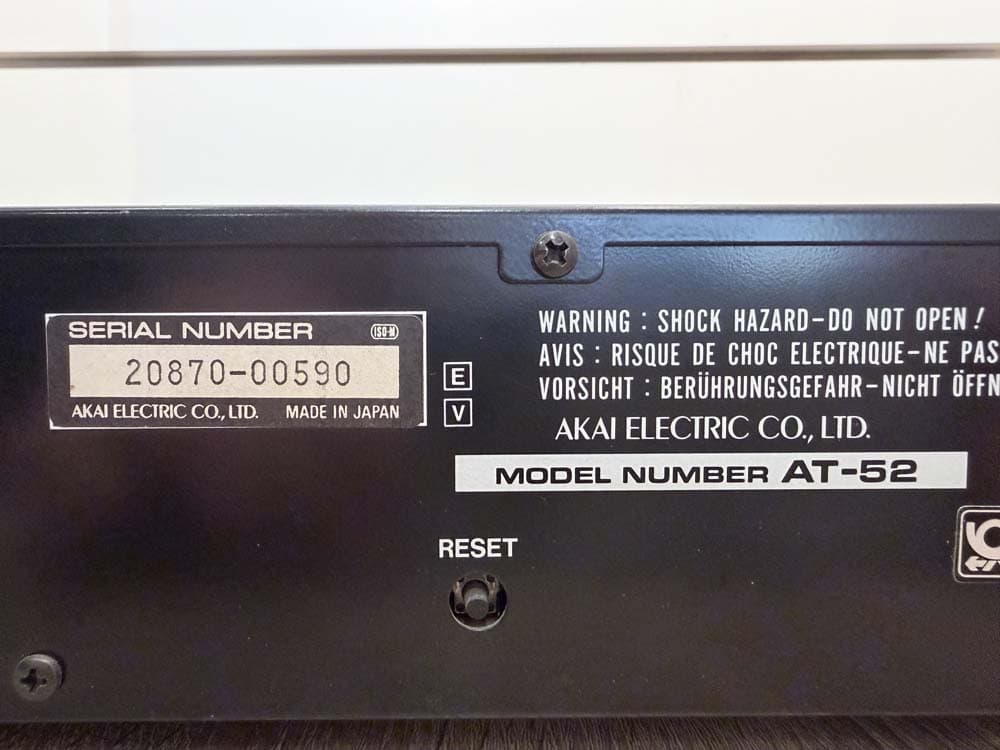 SERIAL NUMBER
ISO-M
20870-00590
AKAI ELECTRIC CO., LTD. MADE IN JAPAN
E
V
WARNING : SHOCK HAZARD-DO NOT OPEN!
AVIS : RISQUE DE CHOC ELECTRIQUE-NE PAS
VORSICHT : BERÜHRUNGSGEFAHR-NICHT ÖFFN
AKAI ELECTRIC CO., LTD.
MODEL NUMBER AT-52
RESET